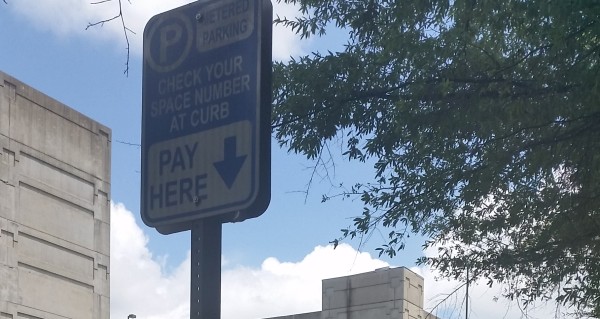 P
METERED
PARKING
CHECK YOUR
SPACE NUMBER
AT CURB
PAY
HERE